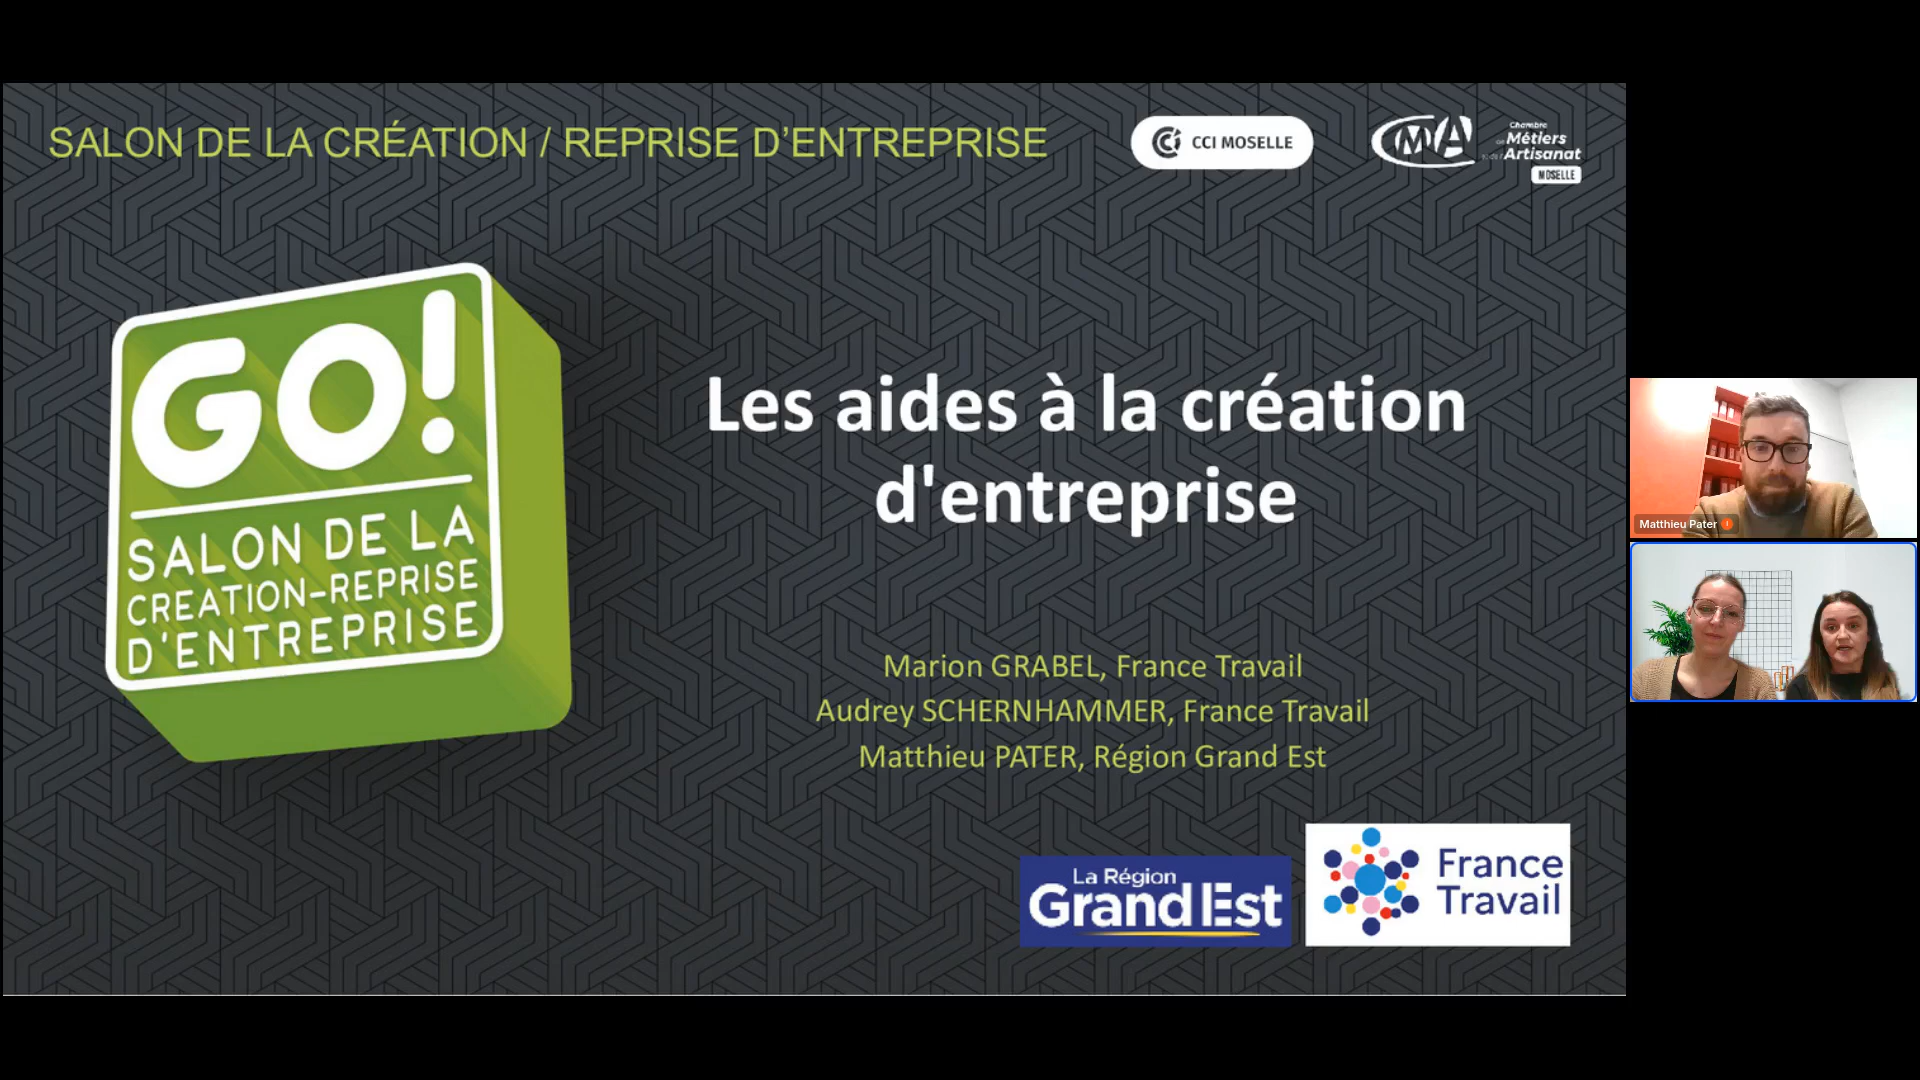 SALON DE LA CRÉATION / REPRISE D'ENTREPRISE
CCI MOSELLE
CMA
Chambre
Métiers
Artisanat
MOSELLE
GO!
SALON DE LA
CREATION-REPRISE
D'ENTREPRISE
Les aides à la création
d'entreprise
Marion GRABEL, France Travail
Audrey SCHERNHAMMER, France Travail
Matthieu PATER, Région Grand Est
La Région
Grand Est
France
Travail
Matthieu Pater